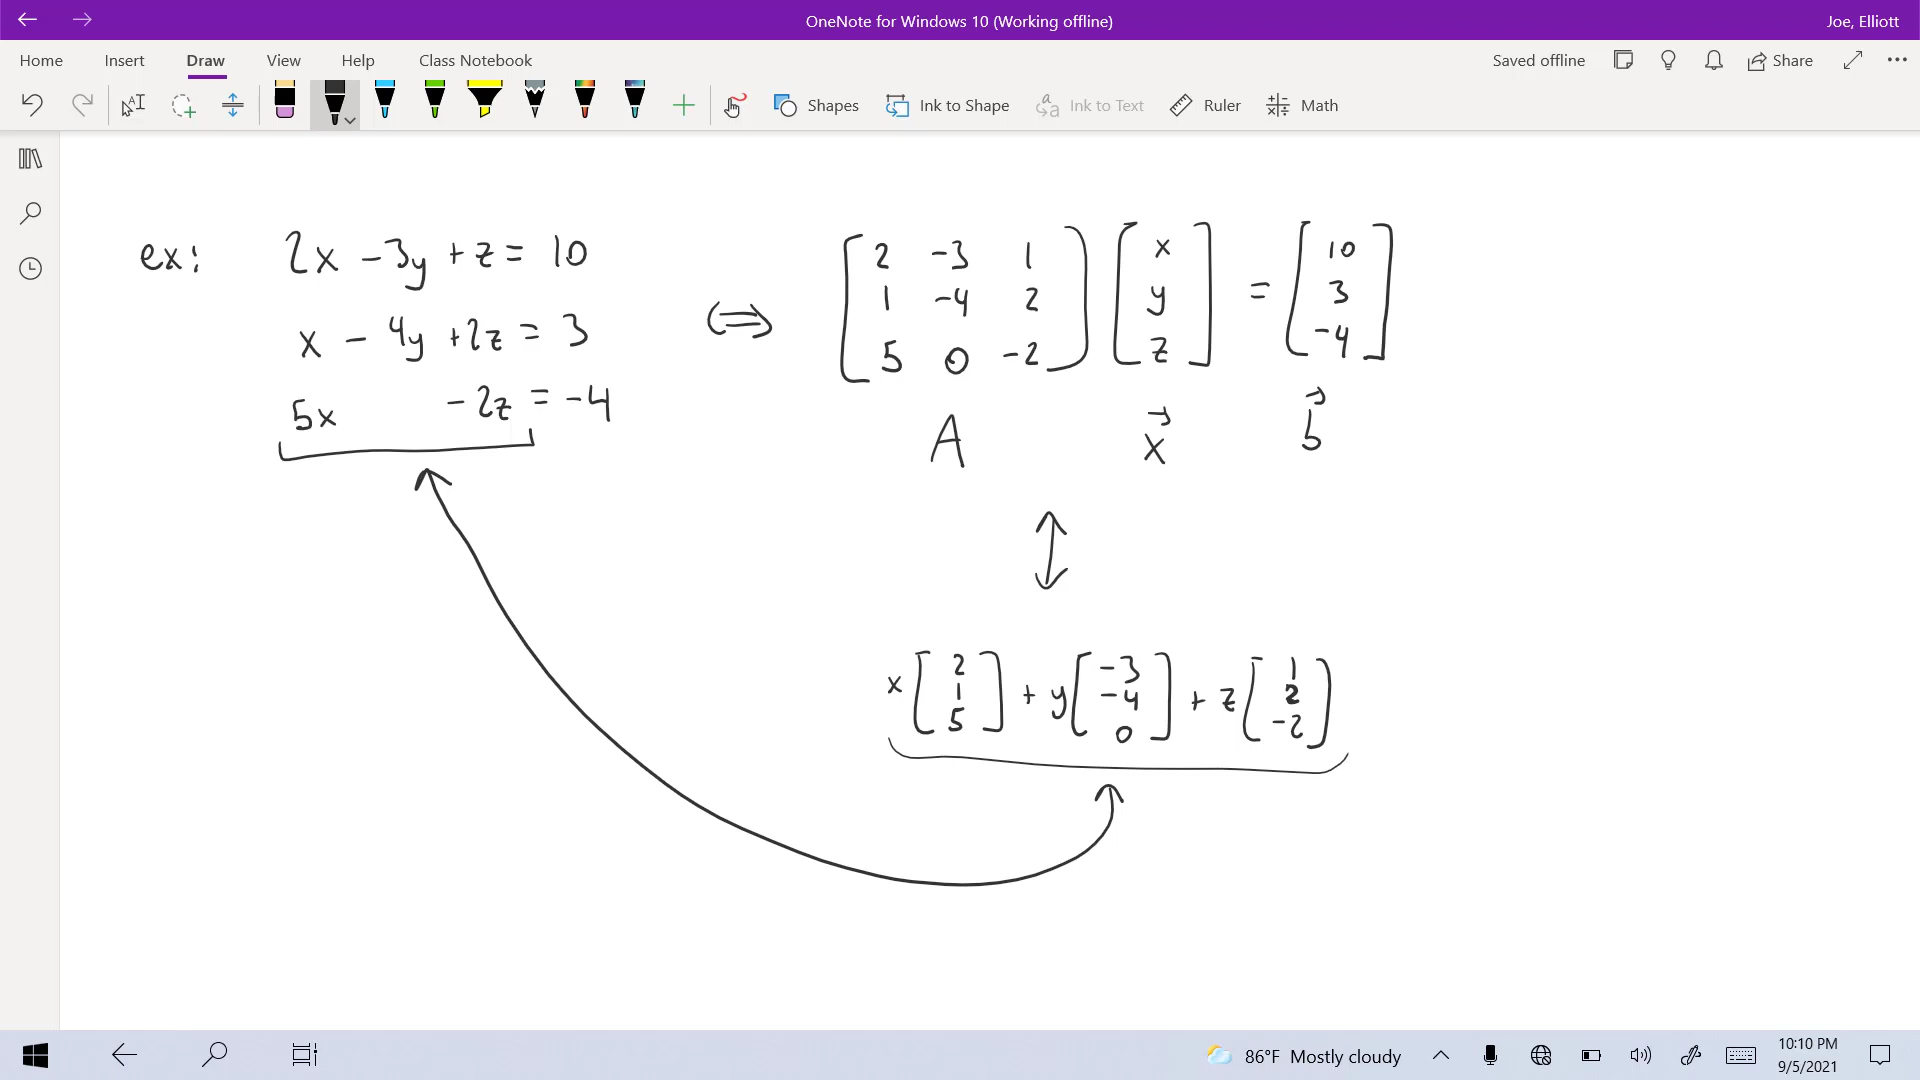 OneNote for Windows 10 (Working offline)
Joe, Elliott
Home Insert Draw View Help Class Notebook
Saved offline Share
Shapes Ink to Shape Ink to Text Ruler Math
ex: 2x - 3y + z = 10
x - 4y + 2z = 3
5x - 2z = -4
⇔
[2 -3 1
1 -4 2
5 0 -2]
[x
y
z]
=
[10
3
-4]
A x⃗ b⃗
x[2
1
5]
+ y[-3
-4
0]
+ z[1
2
-2]
86°F Mostly cloudy
10:10 PM
9/5/2021